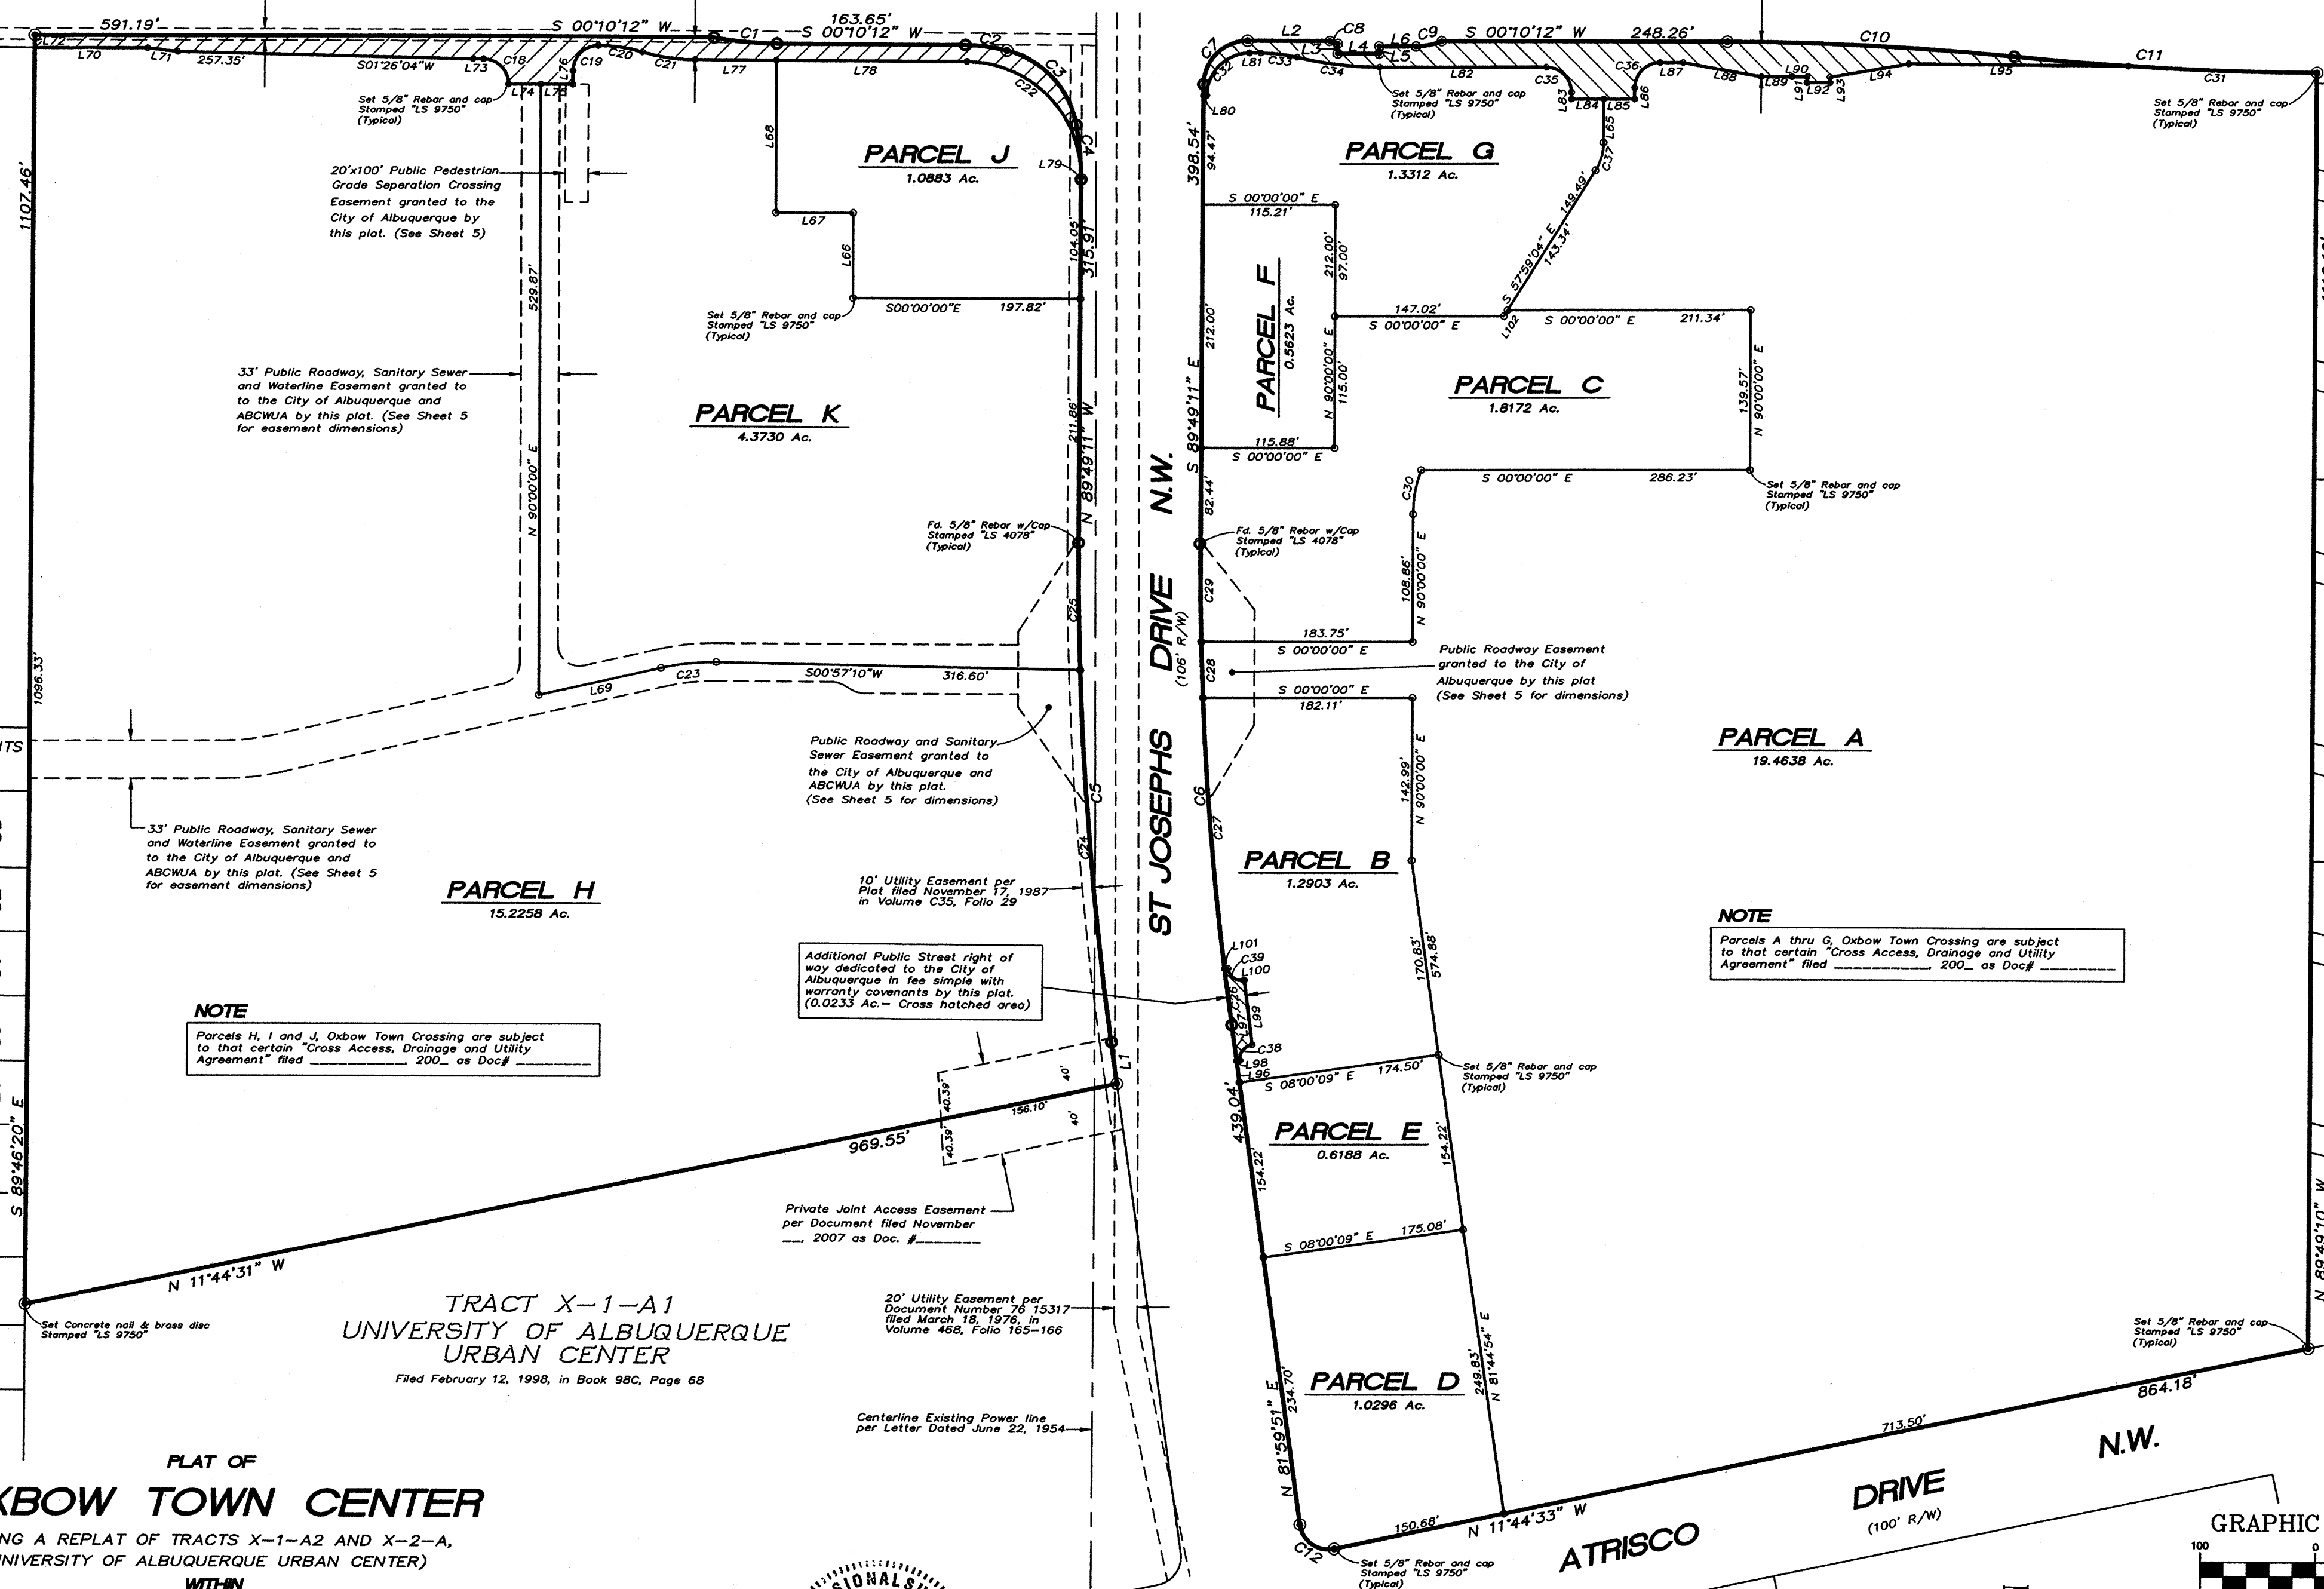 591.19'
S 00°10'12" W
C1
163.65'
S 00°10'12" W
C2
L72
L70
L71
257.35'
S01°26'04"W
L73
C18
L74
L75
L76
C19
C20
C21
L77
L78
C22
C3
C4
L79
C7
C32
L81
L80
L2
C8
L3
L4
L5
L6
C9
C33
C34
S 00°10'12" W
248.26'
C10
C11
L82
C35
L83
L84
L85
L86
C36
L87
L88
L89
L90
L91
L92
L93
L94
L95
C31
Set 5/8" Rebar and cap
Stamped "LS 9750"
(Typical)
Set 5/8" Rebar and cap
Stamped "LS 9750"
(Typical)
Set 5/8" Rebar and cap
Stamped "LS 9750"
(Typical)
1107.46'
20'x100' Public Pedestrian
Grade Seperation Crossing
Easement granted to the
City of Albuquerque by
this plat. (See Sheet 5)
L68
PARCEL J
1.0883 Ac.
L67
L66
104.05'
315.91'
S00°00'00"E
197.82'
Set 5/8" Rebar and cap
Stamped "LS 9750"
(Typical)
398.54'
94.47'
PARCEL G
1.3312 Ac.
L65
C37
149.49'
S 57°59'04" E
143.34'
S 00°00'00" E
115.21'
212.00'
97.00'
PARCEL F
0.5623 Ac.
212.00'
N 90°00'00" E
115.00'
147.02'
S 00°00'00" E
L102
S 00°00'00" E
211.34'
529.87'
N 90°00'00" E
33' Public Roadway, Sanitary Sewer
and Waterline Easement granted to
to the City of Albuquerque and
ABCWUA by this plat. (See Sheet 5
for easement dimensions)
PARCEL K
4.3730 Ac.
211.86'
N 89°49'11" W
S 89°49'11" E
PARCEL C
1.8172 Ac.
139.57'
N 90°00'00" E
115.88'
S 00°00'00" E
C30
S 00°00'00" E
286.23'
Set 5/8" Rebar and cap
Stamped "LS 9750"
(Typical)
82.44'
Fd. 5/8" Rebar w/Cap
Stamped "LS 4078"
(Typical)
Fd. 5/8" Rebar w/Cap
Stamped "LS 4078"
(Typical)
108.86'
N 90°00'00" E
C25
C29
ST JOSEPHS DRIVE N.W.
(106' R/W)
183.75'
S 00°00'00" E
Public Roadway Easement
granted to the City of
Albuquerque by this plat
(See Sheet 5 for dimensions)
1096.33'
L69
C23
S00°57'10"W
316.60'
C28
S 00°00'00" E
182.11'
ITS
Public Roadway and Sanitary
Sewer Easement granted to
the City of Albuquerque and
ABCWUA by this plat.
(See Sheet 5 for dimensions)
C5
C6
C24
C27
142.99'
N 90°00'00" E
PARCEL A
19.4638 Ac.
33' Public Roadway, Sanitary Sewer
and Waterline Easement granted to
to the City of Albuquerque and
ABCWUA by this plat. (See Sheet 5
for easement dimensions)
PARCEL H
15.2258 Ac.
10' Utility Easement per
Plat filed November 17, 1987
in Volume C35, Folio 29
PARCEL B
1.2903 Ac.
170.83'
574.88'
NOTE
Parcels A thru G, Oxbow Town Crossing are subject
to that certain "Cross Access, Drainage and Utility
Agreement" filed __________, 200_ as Doc# __________
Additional Public Street right of
way dedicated to the City of
Albuquerque in fee simple with
warranty covenants by this plat.
(0.0233 Ac.- Cross hatched area)
L101
C39
L100
C26
L97
L99
C38
L98
L96
NOTE
Parcels H, I and J, Oxbow Town Crossing are subject
to that certain "Cross Access, Drainage and Utility
Agreement" filed __________, 200_ as Doc# __________
L1
40.39'
40.39'
156.10'
40'
40'
969.55'
S 08°00'09" E
174.50'
Set 5/8" Rebar and cap
Stamped "LS 9750"
(Typical)
439.04'
PARCEL E
0.6188 Ac.
154.22'
154.22'
S 89°46'20" E
Private Joint Access Easement
per Document filed November
__, 2007 as Doc. #_______
S 08°00'09" E
175.08'
N 89°49'10" W
N 11°44'31" W
Set Concrete nail & brass disc
Stamped "LS 9750"
TRACT X-1-A1
UNIVERSITY OF ALBUQUERQUE
URBAN CENTER
Filed February 12, 1998, in Book 98C, Page 68
20' Utility Easement per
Document Number 76 15317
filed March 18, 1976, in
Volume 468, Folio 165-166
Set 5/8" Rebar and cap
Stamped "LS 9750"
(Typical)
PARCEL D
1.0296 Ac.
234.70'
N 81°59'51" E
249.83'
N 81°44'54" E
864.18'
713.50'
Centerline Existing Power line
per Letter Dated June 22, 1954
PLAT OF
XBOW TOWN CENTER
NG A REPLAT OF TRACTS X-1-A2 AND X-2-A,
NIVERSITY OF ALBUQUERQUE URBAN CENTER)
WITHIN
C12
150.68'
N 11°44'33" W
Set 5/8" Rebar and cap
Stamped "LS 9750"
(Typical)
ATRISCO DRIVE N.W.
(100' R/W)
GRAPHIC
100
0
SIONAL S